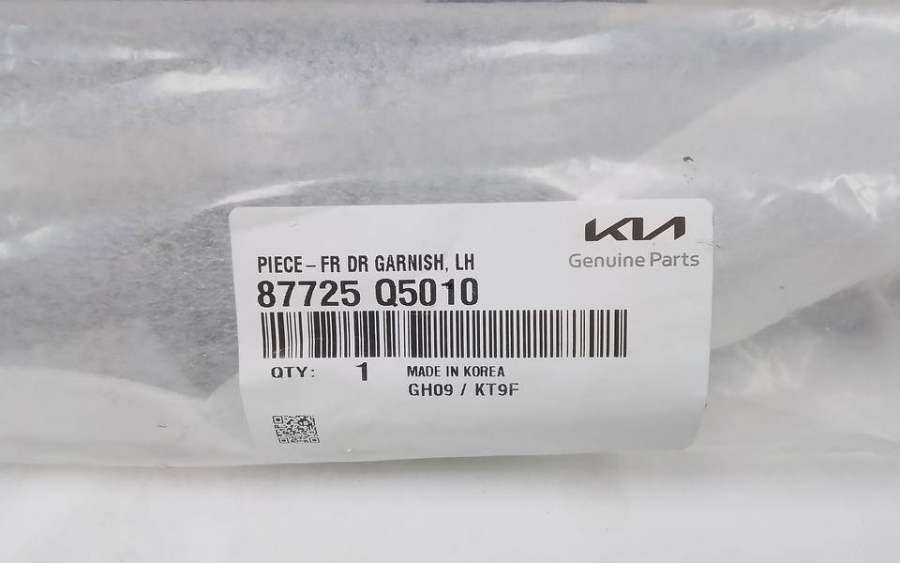 KIA
Genuine Parts
PIECE-FR DR GARNISH, LH
87725 Q5010
QTY: 1 MADE IN KOREA
GH09 / KT9F